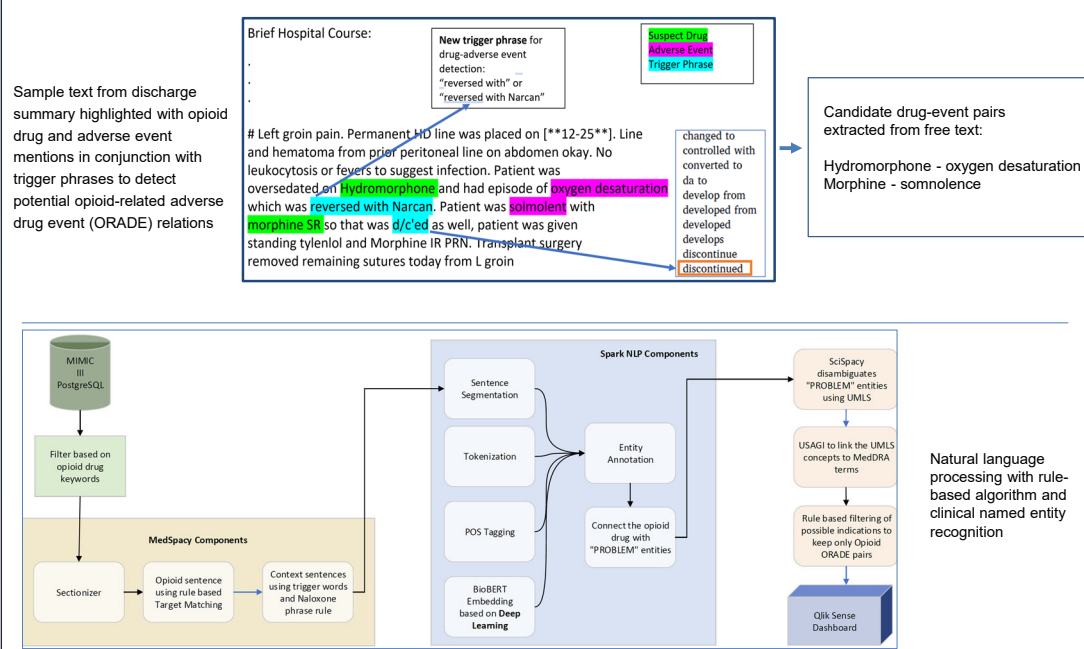 Sample text from discharge
summary highlighted with opioid
drug and adverse event
mentions in conjunction with
trigger phrases to detect
potential opioid-related adverse
drug event (ORADE) relations
Brief Hospital Course:
.
.
.
New trigger phrase for
drug-adverse event
detection:
“reversed with” or
“reversed with Narcan”
Suspect Drug
Adverse Event
Trigger Phrase
# Left groin pain. Permanent HD line was placed on [**12-25**]. Line
and hematoma from prior peritoneal line on abdomen okay. No
leukocytosis or fevers to suggest infection. Patient was
oversedated on Hydromorphone and had episode of oxygen desaturation
which was reversed with Narcan. Patient was solmolent with
morphine SR so that was d/c'ed as well, patient was given
standing tylenlol and Morphine IR PRN. Transplant surgery
removed remaining sutures today from L groin
changed to
controlled with
converted to
da to
develop from
developed from
developed
develops
discontinue
discontinued
Candidate drug-event pairs
extracted from free text:
Hydromorphone - oxygen desaturation
Morphine - somnolence
MIMIC
III
PostgreSQL
Filter based on
opioid drug
keywords
MedSpacy Components
Sectionizer
Opioid sentence
using rule based
Target Matching
Context sentences
using trigger words
and Naloxone
phrase rule
Spark NLP Components
Sentence
Segmentation
Tokenization
POS Tagging
BioBERT
Embedding
based on Deep
Learning
Entity
Annotation
Connect the opioid
drug with
"PROBLEM" entities
SciSpacy
disambiguates
"PROBLEM" entities
using UMLS
USAGI to link the UMLS
concepts to MedDRA
terms
Rule based filtering of
possible indications to
keep only Opioid
ORADE pairs
Qlik Sense
Dashboard
Natural language
processing with rule-
based algorithm and
clinical named entity
recognition